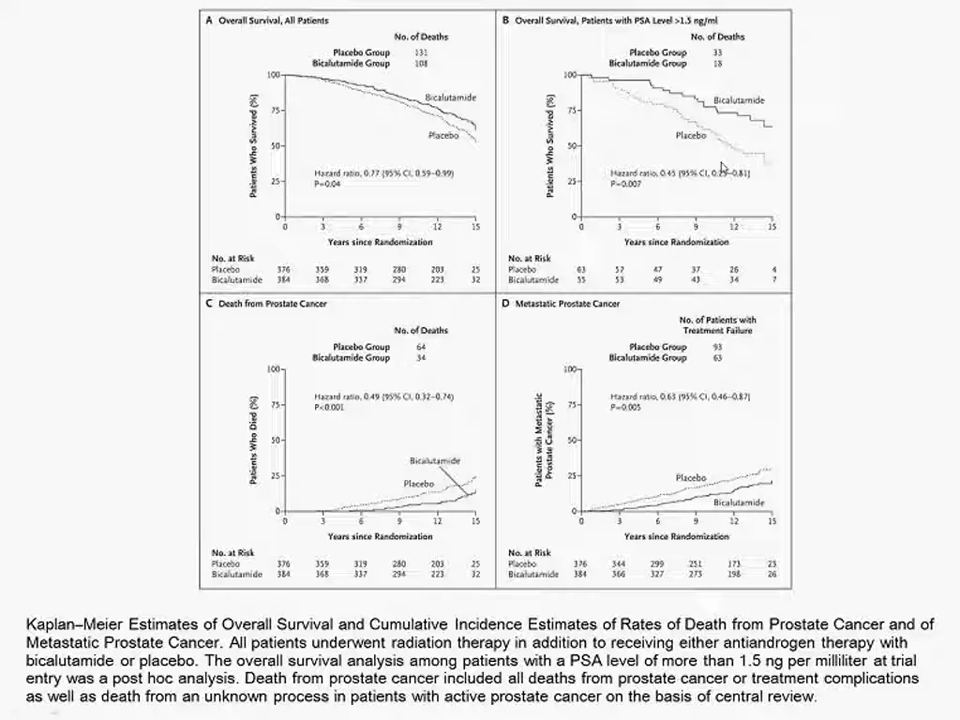 A Overall Survival, All Patients
No. of Deaths
Placebo Group 131
Bicalutamide Group 108
100
75
50
25
0
Patients Who Survived (%)
Bicalutamide
Placebo
Hazard ratio, 0.77 (95% CI, 0.59–0.99)
P=0.04
0 3 6 9 12 15
Years since Randomization
No. at Risk
Placebo 376 359 319 280 203 25
Bicalutamide 384 368 337 294 223 32
B Overall Survival, Patients with PSA Level >1.5 ng/ml
No. of Deaths
Placebo Group 33
Bicalutamide Group 18
100
75
50
25
0
Patients Who Survived (%)
Bicalutamide
Placebo
Hazard ratio, 0.45 (95% CI, 0.25–0.81)
P=0.007
0 3 6 9 12 15
Years since Randomization
No. at Risk
Placebo 63 57 47 37 26 4
Bicalutamide 55 53 49 43 34 7
C Death from Prostate Cancer
No. of Deaths
Placebo Group 64
Bicalutamide Group 34
100
75
50
25
0
Patients Who Died (%)
Hazard ratio, 0.49 (95% CI, 0.32–0.74)
P<0.001
Bicalutamide
Placebo
0 3 6 9 12 15
Years since Randomization
No. at Risk
Placebo 376 359 319 280 203 25
Bicalutamide 384 368 337 294 223 32
D Metastatic Prostate Cancer
No. of Patients with
Treatment Failure
Placebo Group 93
Bicalutamide Group 63
100
75
50
25
0
Patients with Metastatic
Prostate Cancer (%)
Hazard ratio, 0.63 (95% CI, 0.46–0.87)
P=0.005
Placebo
Bicalutamide
0 3 6 9 12 15
Years since Randomization
No. at Risk
Placebo 376 344 299 251 173 23
Bicalutamide 384 366 327 273 198 26
Kaplan–Meier Estimates of Overall Survival and Cumulative Incidence Estimates of Rates of Death from Prostate Cancer and of
Metastatic Prostate Cancer. All patients underwent radiation therapy in addition to receiving either antiandrogen therapy with
bicalutamide or placebo. The overall survival analysis among patients with a PSA level of more than 1.5 ng per milliliter at trial
entry was a post hoc analysis. Death from prostate cancer included all deaths from prostate cancer or treatment complications
as well as death from an unknown process in patients with active prostate cancer on the basis of central review.